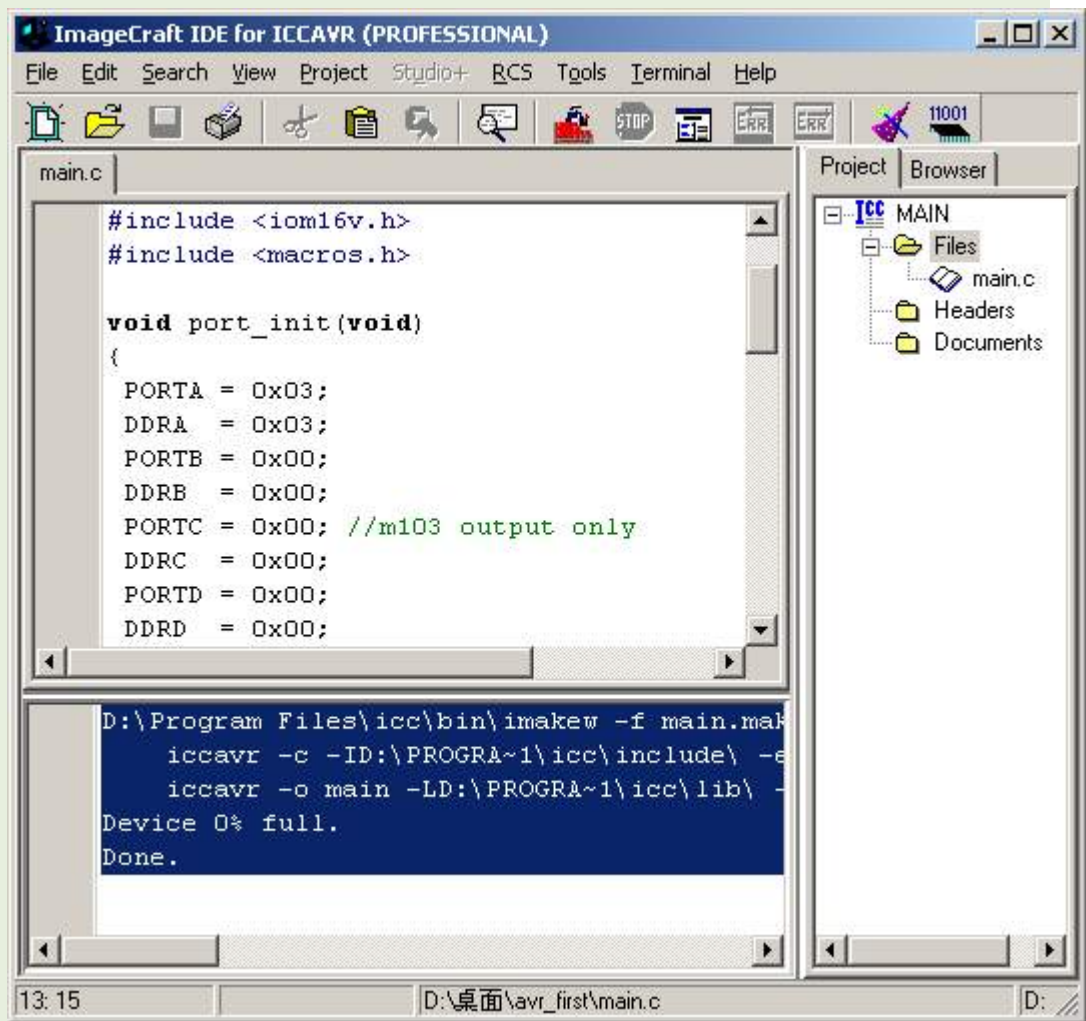 ImageCraft IDE for ICCAVR (PROFESSIONAL)
File Edit Search View Project Studio+ RCS Tools Terminal Help
STOP ERR ERR 11001
main.c
#include <iom16v.h>
#include <macros.h>
void port_init(void)
{
PORTA = 0x03;
DDRA = 0x03;
PORTB = 0x00;
DDRB = 0x00;
PORTC = 0x00; //m103 output only
DDRC = 0x00;
PORTD = 0x00;
DDRD = 0x00;
D:\Program Files\icc\bin\imakew -f main.mak
iccavr -c -ID:\PROGRA~1\icc\include\ -e
iccavr -o main -LD:\PROGRA~1\icc\lib\ -
Device 0% full.
Done.
Project Browser
ICC MAIN
Files
main.c
Headers
Documents
13: 15 D:\桌面\avr_first\main.c D: